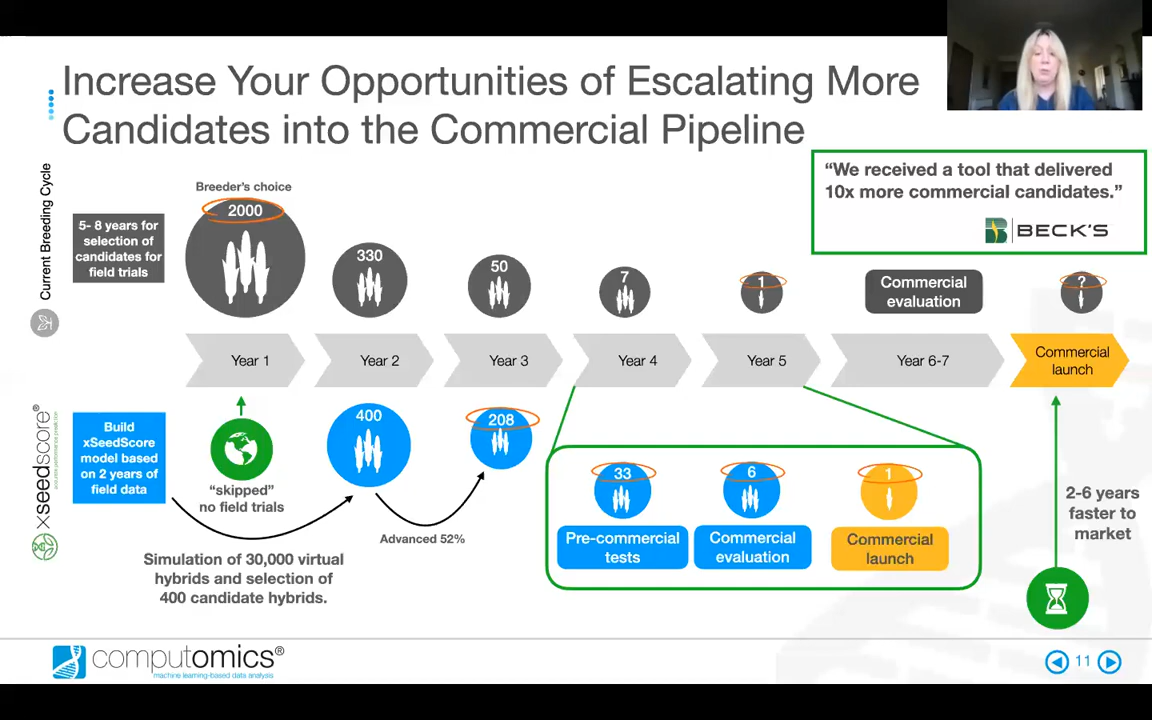 Increase Your Opportunities of Escalating More
Candidates into the Commercial Pipeline
“We received a tool that delivered
10x more commercial candidates.”
BECK'S
Current Breeding Cycle
5- 8 years for
selection of
candidates for
field trials
Breeder's choice
2000
330
50
7
1
Commercial
evaluation
?
Year 1
Year 2
Year 3
Year 4
Year 5
Year 6-7
Commercial
launch
xseedscore®
Build
xSeedScore
model based
on 2 years of
field data
“skipped”
no field trials
400
208
Advanced 52%
Simulation of 30,000 virtual
hybrids and selection of
400 candidate hybrids.
33
6
1
Pre-commercial
tests
Commercial
evaluation
Commercial
launch
2-6 years
faster to
market
computomics®
machine learning-based data analysis
11